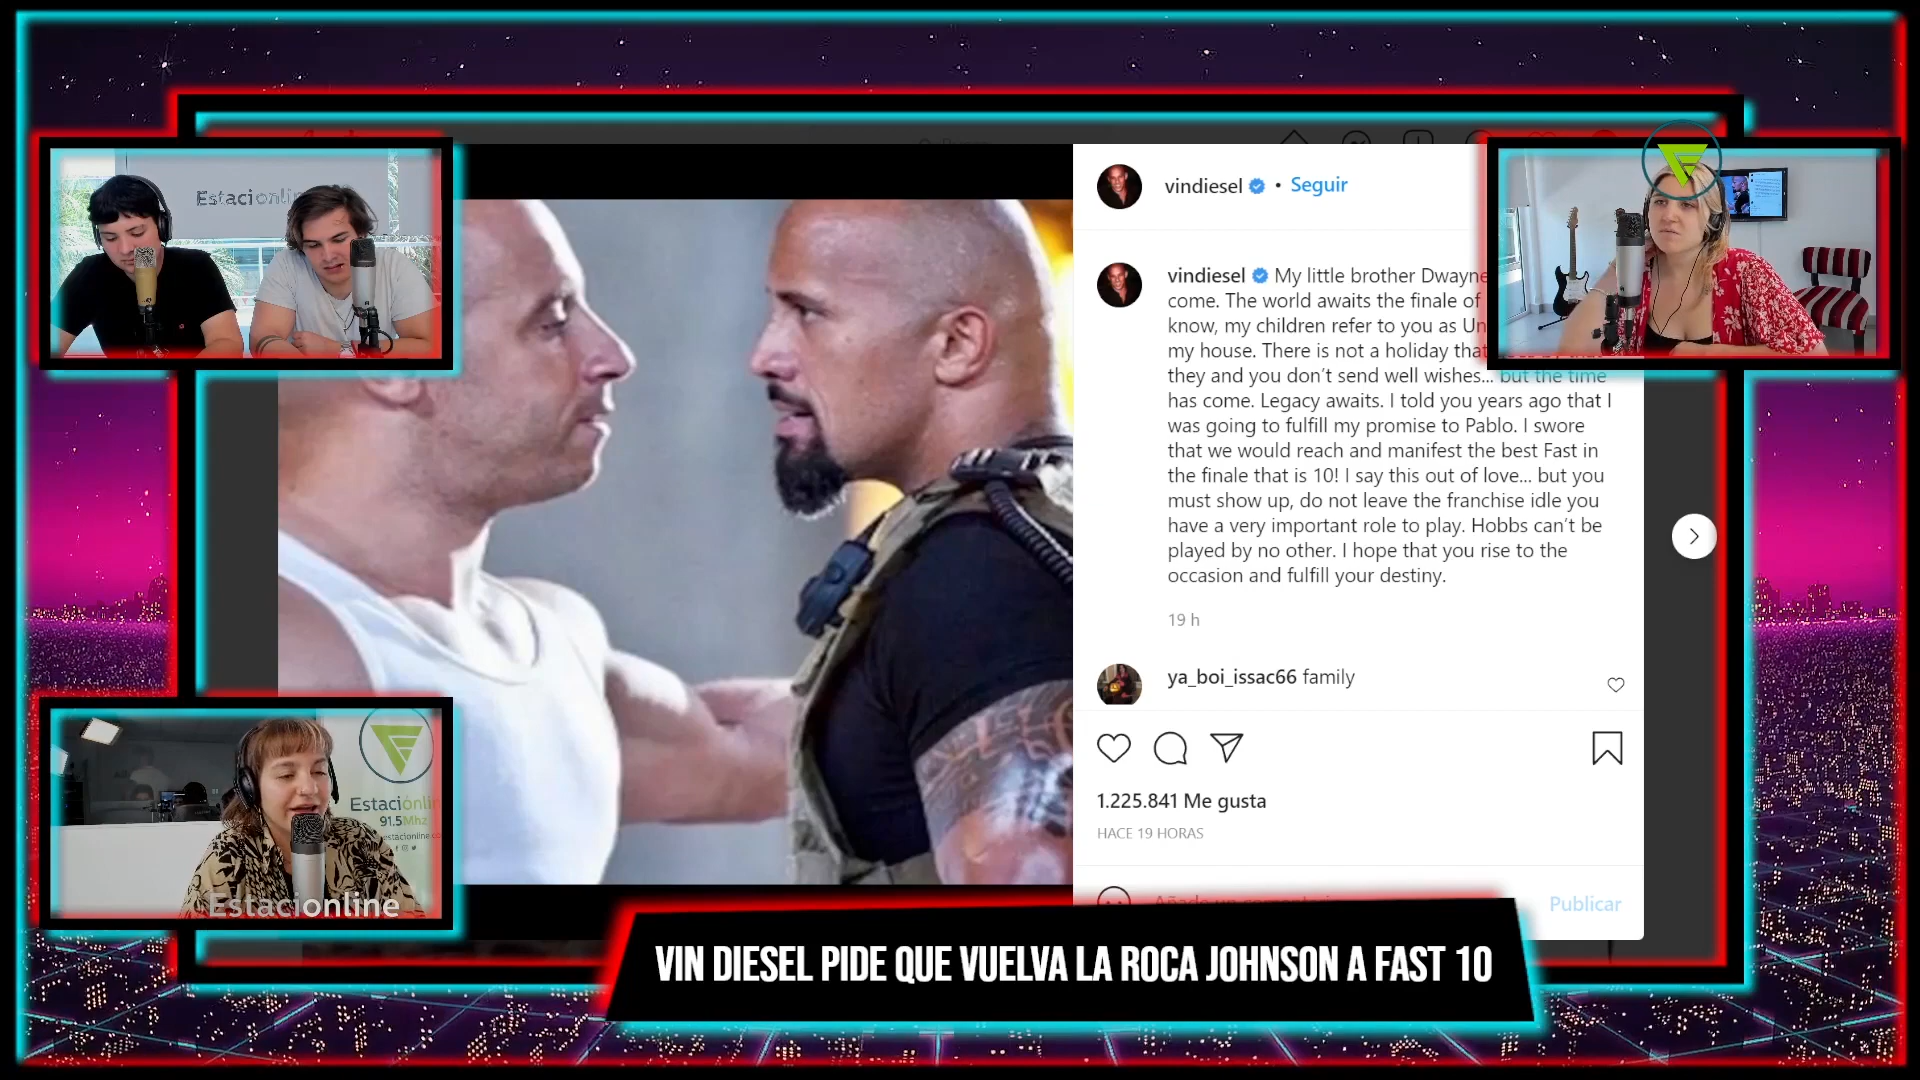 Estacionlin
vindiesel • Seguir
vindiesel My little brother Dwayne
come. The world awaits the finale of
know, my children refer to you as Un
my house. There is not a holiday that
they and you don't send well wishes... but the time
has come. Legacy awaits. I told you years ago that I
was going to fulfill my promise to Pablo. I swore
that we would reach and manifest the best Fast in
the finale that is 10! I say this out of love... but you
must show up, do not leave the franchise idle you
have a very important role to play. Hobbs can't be
played by no other. I hope that you rise to the
occasion and fulfill your destiny.
19 h
ya_boi_issac66 family
1.225.841 Me gusta
HACE 19 HORAS
Publicar
Estaciónlin
91.5Mhz
estacionline.co
Estacionline
VIN DIESEL PIDE QUE VUELVA LA ROCA JOHNSON A FAST 10